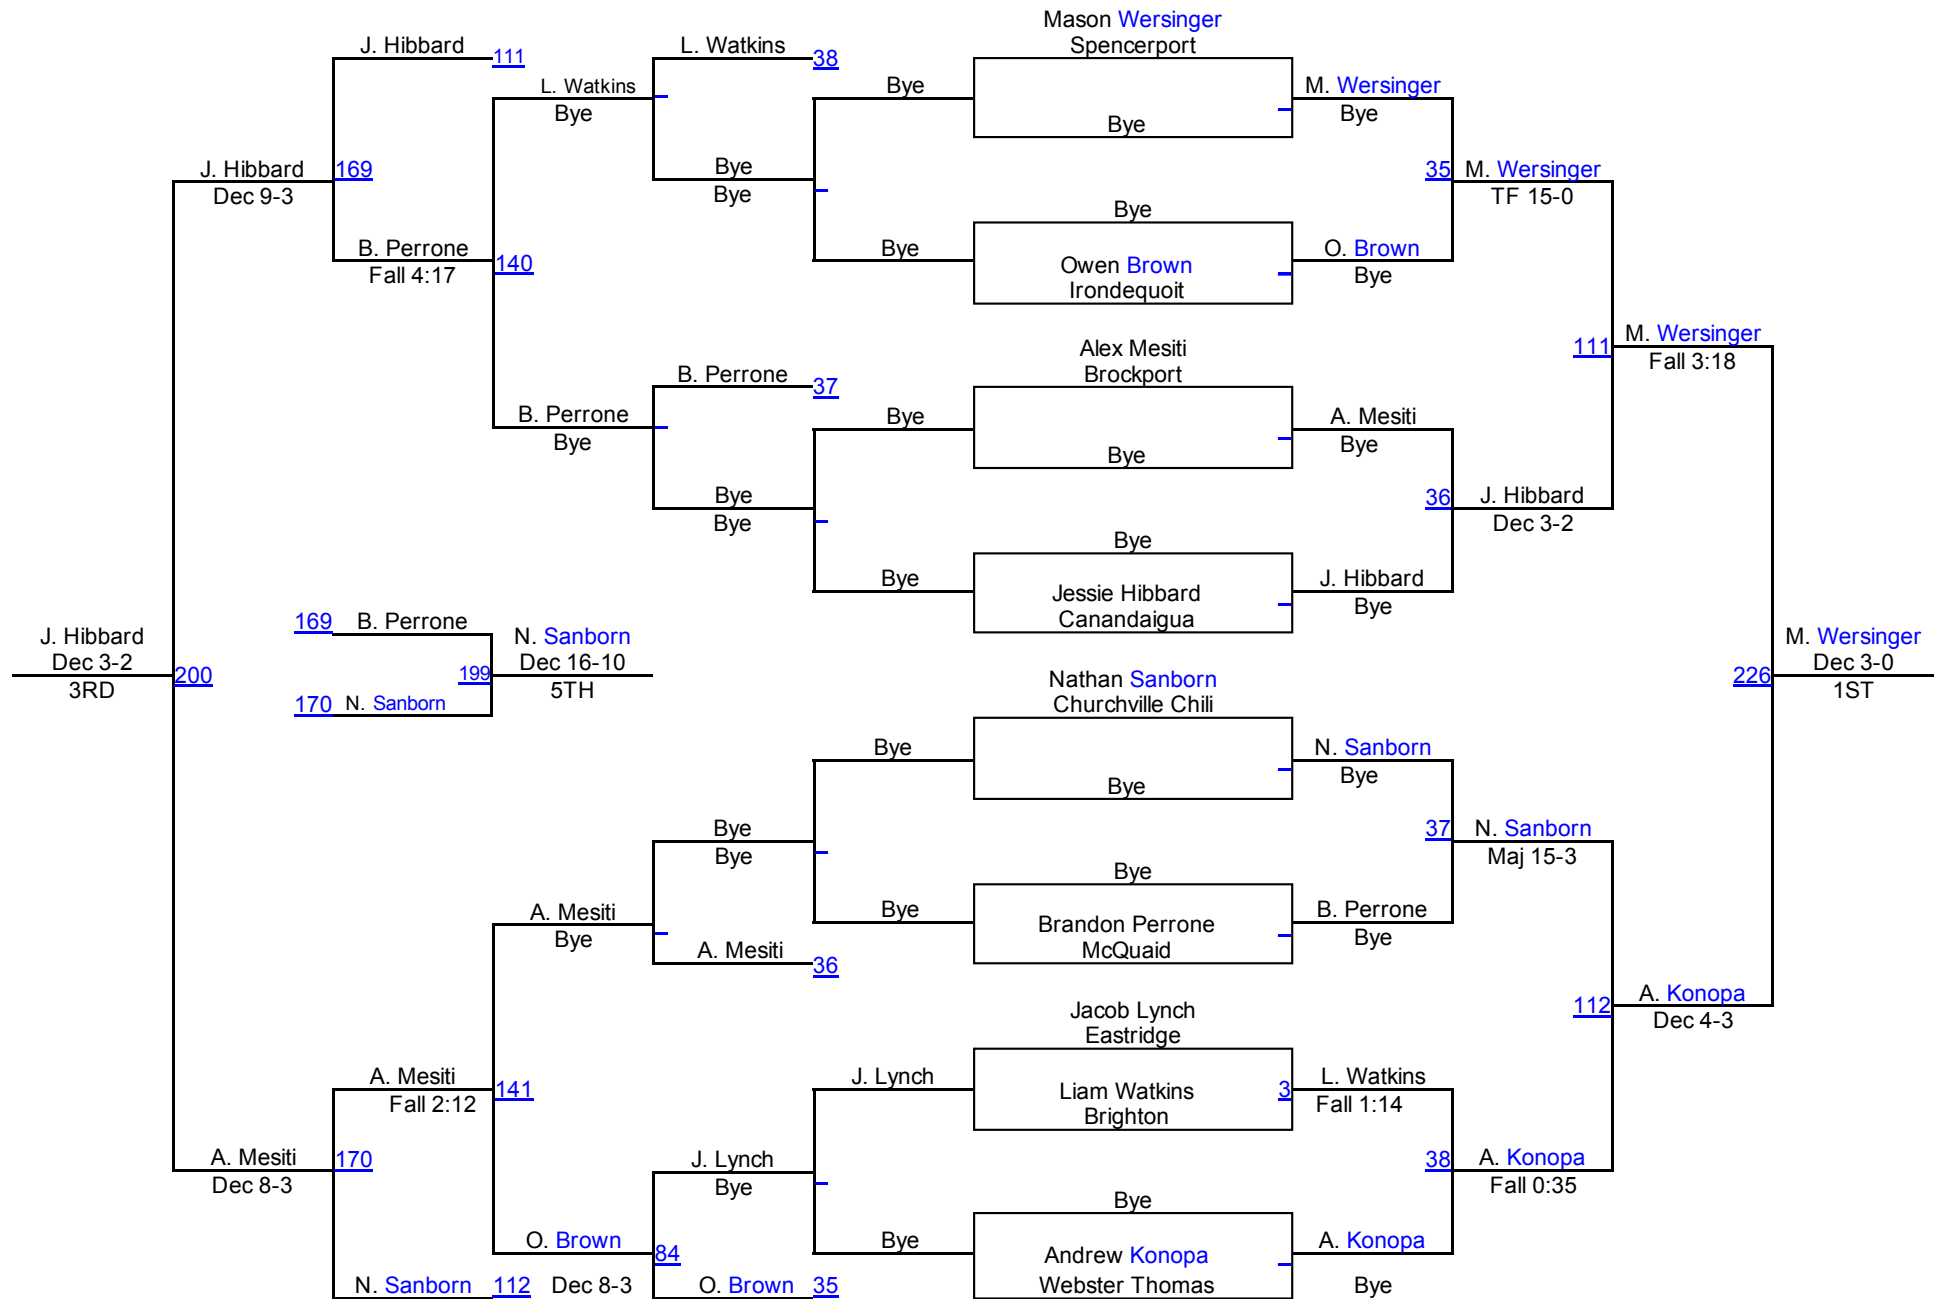 Mason Wersinger
J. Hibbard
111
L. Watkins
38
Spencerport
L. Watkins
Bye
Bye
M. Wersinger
Bye
Bye
J. Hibbard
169
Dec 9-3
Bye
Bye
35
M. Wersinger
TF 15-0
Bye
B. Perrone
140
Fall 4:17
Bye
Owen Brown
Irondequoit
O. Brown
Bye
Alex Mesiti
Brockport
111
M. Wersinger
Fall 3:18
B. Perrone
37
B. Perrone
Bye
Bye
A. Mesiti
Bye
Bye
Bye
Bye
36
J. Hibbard
Dec 3-2
Bye
Bye
Jessie Hibbard
Canandaigua
J. Hibbard
Bye
169
B. Perrone
J. Hibbard
Dec 3-2
3RD
200
199
N. Sanborn
Dec 16-10
5TH
170
N. Sanborn
M. Wersinger
Dec 3-0
1ST
226
Nathan Sanborn
Churchville Chili
Bye
N. Sanborn
Bye
Bye
Bye
Bye
37
N. Sanborn
Maj 15-3
Bye
A. Mesiti
Bye
Bye
Brandon Perrone
McQuaid
B. Perrone
Bye
A. Mesiti
36
112
A. Konopa
Dec 4-3
Jacob Lynch
Eastridge
A. Mesiti
141
Fall 2:12
J. Lynch
Liam Watkins
3
Brighton
L. Watkins
Fall 1:14
A. Mesiti
170
Dec 8-3
J. Lynch
Bye
38
A. Konopa
Fall 0:35
Bye
O. Brown
84
Dec 8-3
Bye
Andrew Konopa
Webster Thomas
A. Konopa
Bye
N. Sanborn
112
O. Brown
35